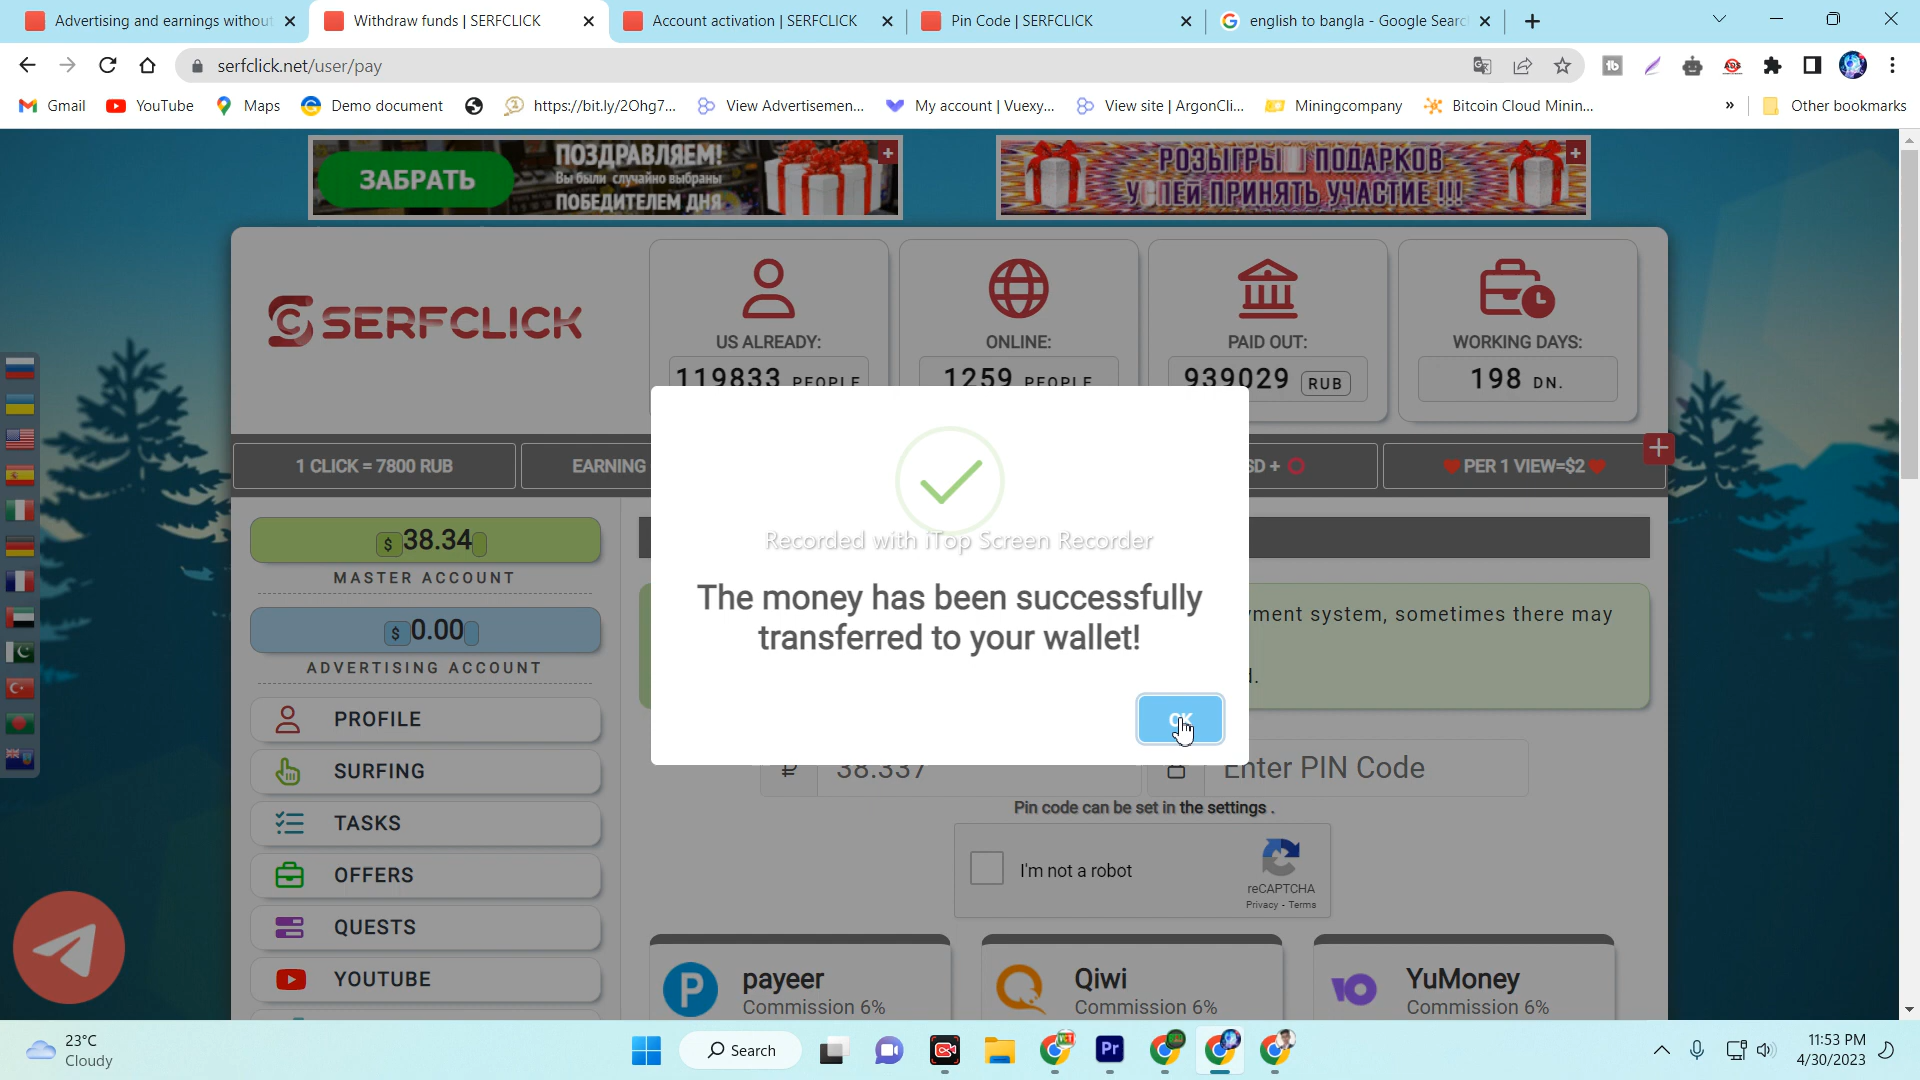 Advertising and earnings without
Withdraw funds | SERFCLICK
Account activation | SERFCLICK
Pin Code | SERFCLICK
english to bangla - Google Searc
serfclick.net/user/pay
Gmail
YouTube
Maps
Demo document
https://bit.ly/2Ohg7...
View Advertisemen...
My account | Vuexy...
View site | ArgonCli...
Miningcompany
Bitcoin Cloud Minin...
»
Other bookmarks
ЗАБРАТЬ
ПОЗДРАВЛЯЕМ!
Вы были случайно выбраны
ПОБЕДИТЕЛЕМ ДНЯ
ПОДАРКОВ
ПРИНЯТЬ УЧАСТИЕ !!!
SERFCLICK
US ALREADY:
119833 PEOPLE
ONLINE:
1259 PEOPLE
PAID OUT:
939029 RUB
WORKING DAYS:
198 DN.
1 CLICK = 7800 RUB
EARNING
SD +
PER 1 VIEW=$2
$ 38.34
MASTER ACCOUNT
$ 0.00
ADVERTISING ACCOUNT
PROFILE
SURFING
TASKS
OFFERS
QUESTS
YOUTUBE
Recorded with iTop Screen Recorder
The money has been successfully
transferred to your wallet!
OK
yment system, sometimes there may
d.
₽ 38.337
Enter PIN Code
Pin code can be set in the settings .
I'm not a robot
reCAPTCHA
Privacy - Terms
payeer
Commission 6%
Qiwi
Commission 6%
YuMoney
Commission 6%
23°C
Cloudy
Search
Pr
11:53 PM
4/30/2023